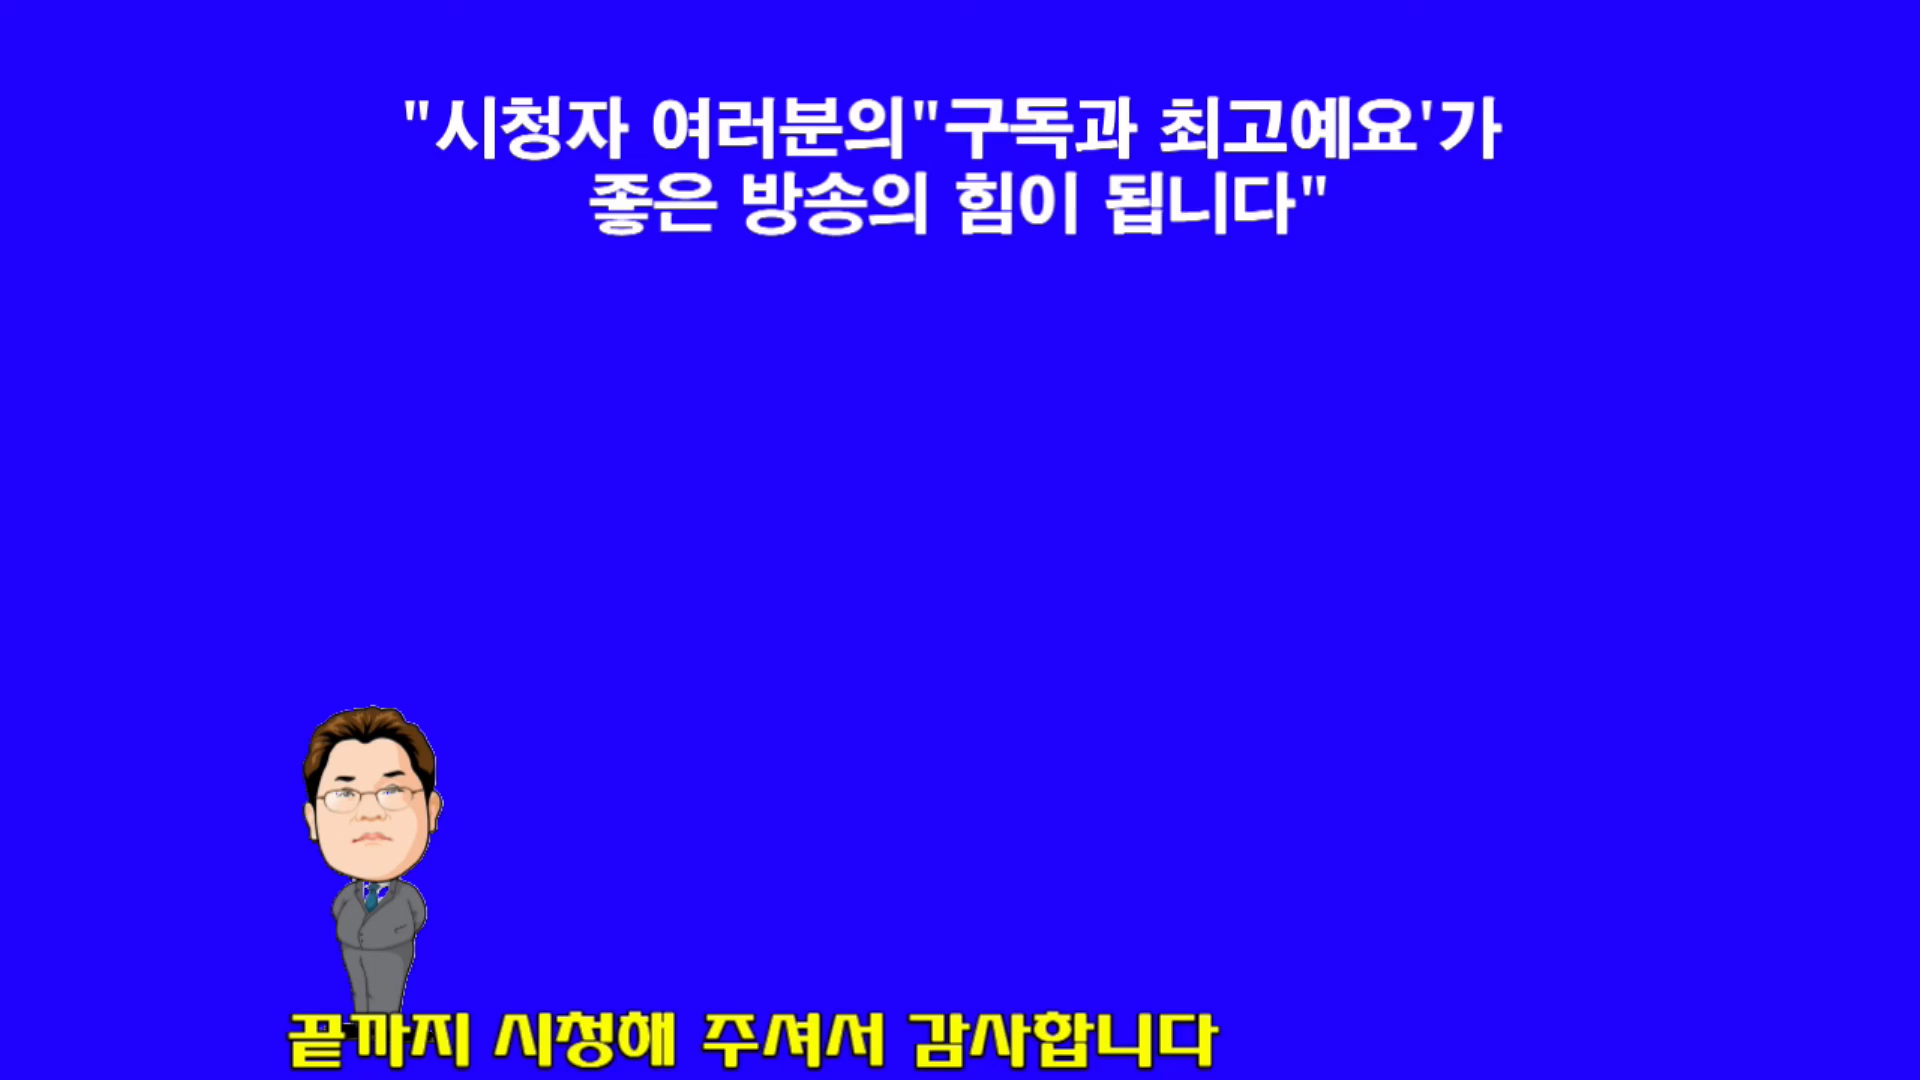 "시청자 여러분의"구독과 최고예요'가
좋은 방송의 힘이 됩니다"
끝까지 시청해 주셔서 감사합니다